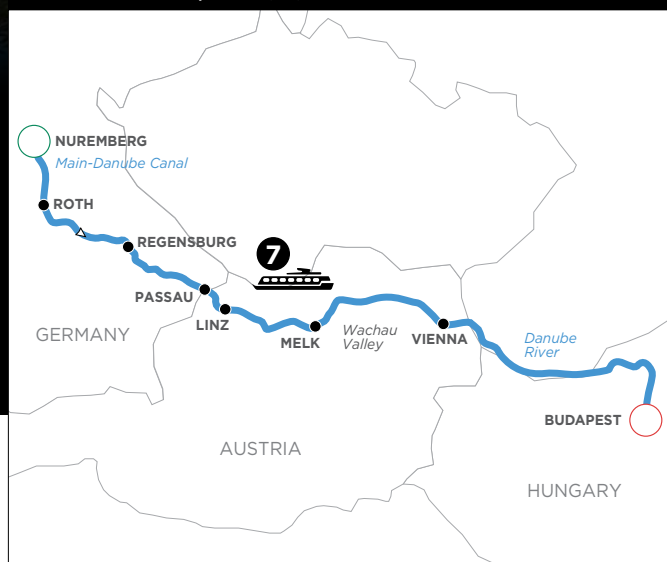 NUREMBERG
Main-Danube Canal
ROTH
REGENSBURG
7
PASSAU
LINZ
GERMANY
MELK
Wachau
Valley
VIENNA
Danube
River
BUDAPEST
AUSTRIA
HUNGARY